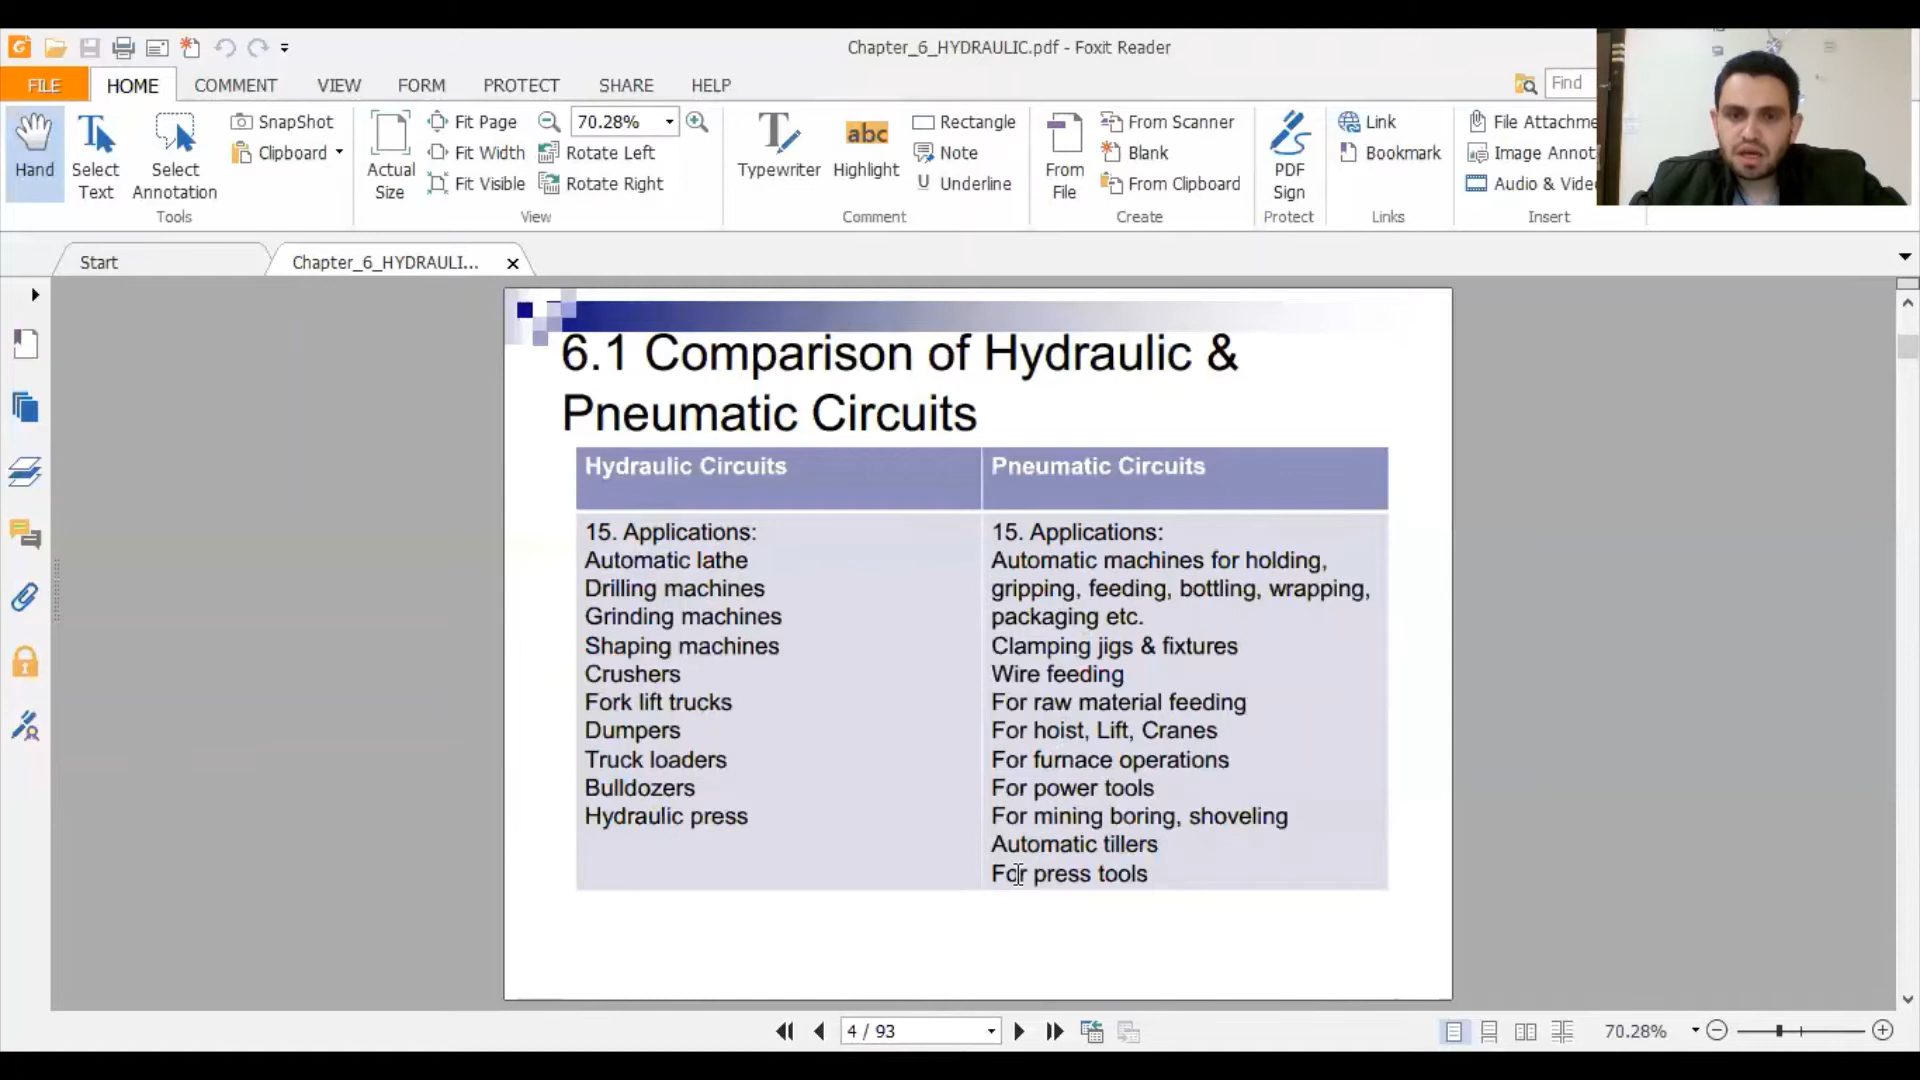 Chapter_6_HYDRAULIC.pdf - Foxit Reader
FILE
HOME
COMMENT
VIEW
FORM
PROTECT
SHARE
HELP
Find
Hand
Select Text
Select Annotation
SnapShot
Clipboard
Tools
Actual Size
Fit Page
Fit Width
Fit Visible
70.28%
Rotate Left
Rotate Right
View
Typewriter
abc
Highlight
Rectangle
Note
Underline
Comment
From File
From Scanner
Blank
From Clipboard
Create
PDF Sign
Protect
Link
Bookmark
Links
File Attachme
Image Annot
Audio & Vide
Insert
Start
Chapter_6_HYDRAULI...
6.1 Comparison of Hydraulic &
Pneumatic Circuits
Hydraulic Circuits
15. Applications:
Automatic lathe
Drilling machines
Grinding machines
Shaping machines
Crushers
Fork lift trucks
Dumpers
Truck loaders
Bulldozers
Hydraulic press
Pneumatic Circuits
15. Applications:
Automatic machines for holding,
gripping, feeding, bottling, wrapping,
packaging etc.
Clamping jigs & fixtures
Wire feeding
For raw material feeding
For hoist, Lift, Cranes
For furnace operations
For power tools
For mining boring, shoveling
Automatic tillers
For press tools
4 / 93
70.28%